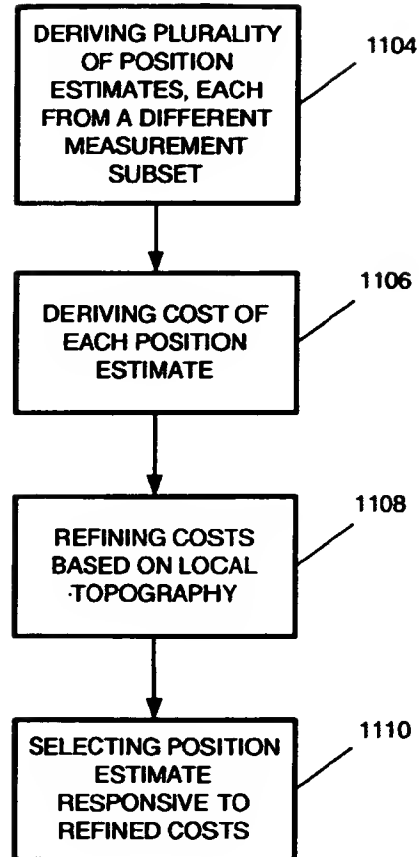 DERIVING PLURALITY
OF POSITION
ESTIMATES, EACH
FROM A DIFFERENT
MEASUREMENT
SUBSET
1104
DERIVING COST OF
EACH POSITION
ESTIMATE
1106
REFINING COSTS
BASED ON LOCAL
TOPOGRAPHY
1108
SELECTING POSITION
ESTIMATE
RESPONSIVE TO
REFINED COSTS
1110